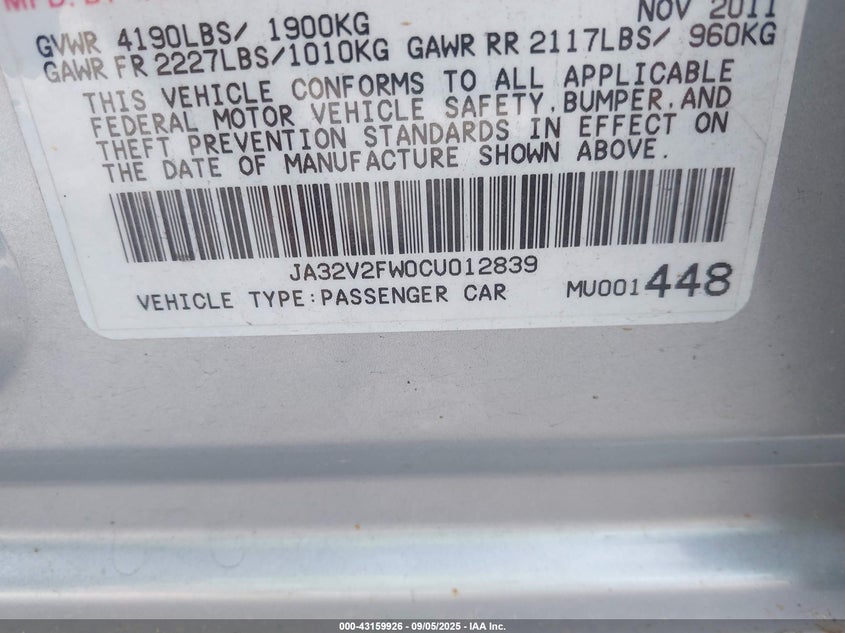 MFD. BY
NOV 2011
GVWR 4190LBS/ 1900KG
GAWR FR 2227LBS/1010KG GAWR RR 2117LBS/ 960KG
THIS VEHICLE CONFORMS TO ALL APPLICABLE
FEDERAL MOTOR VEHICLE SAFETY, BUMPER, AND
THEFT PREVENTION STANDARDS IN EFFECT ON
THE DATE OF MANUFACTURE SHOWN ABOVE.
JA32V2FW0CU012839
VEHICLE TYPE:PASSENGER CAR MU001448
000-43159926 - 09/05/2025 - IAA Inc.